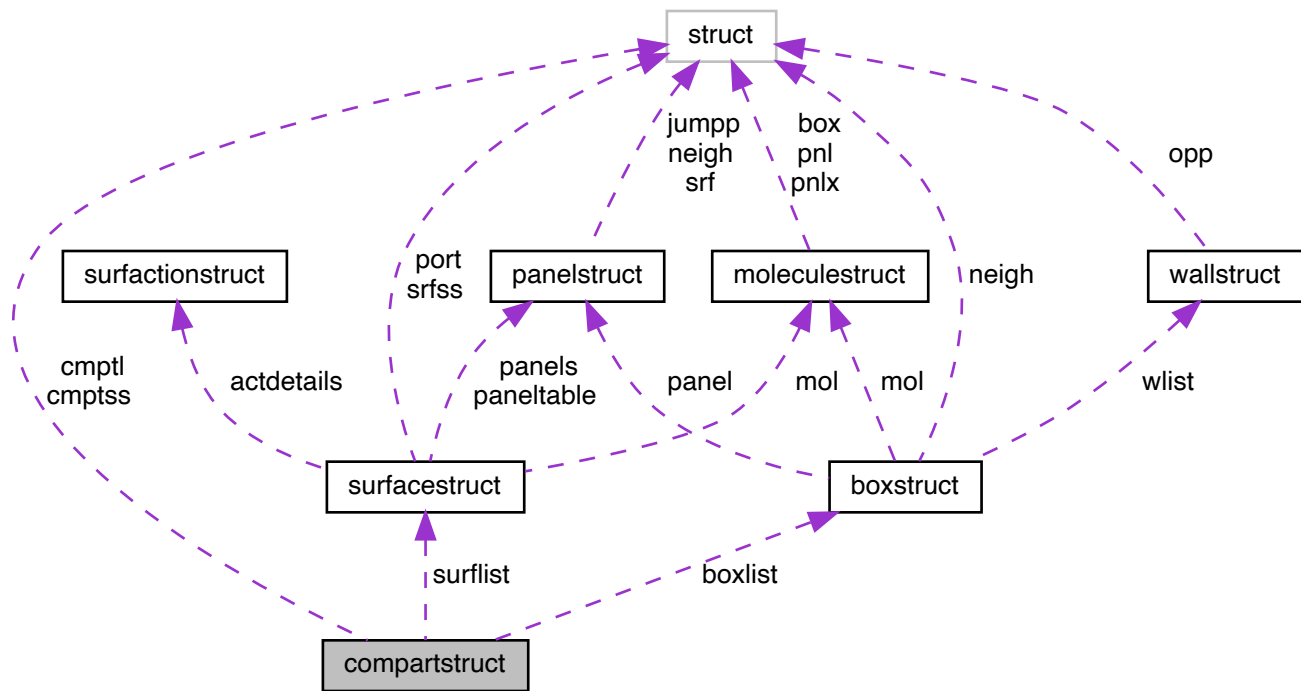 struct
jumpp
neigh
srf
box
pnl
pnlx
opp
surfactionstruct
port
srfss
panelstruct
moleculestruct
neigh
wallstruct
cmptl
cmptss
actdetails
panels
paneltable
panel
mol
mol
wlist
surfacestruct
boxstruct
surflist
boxlist
compartstruct